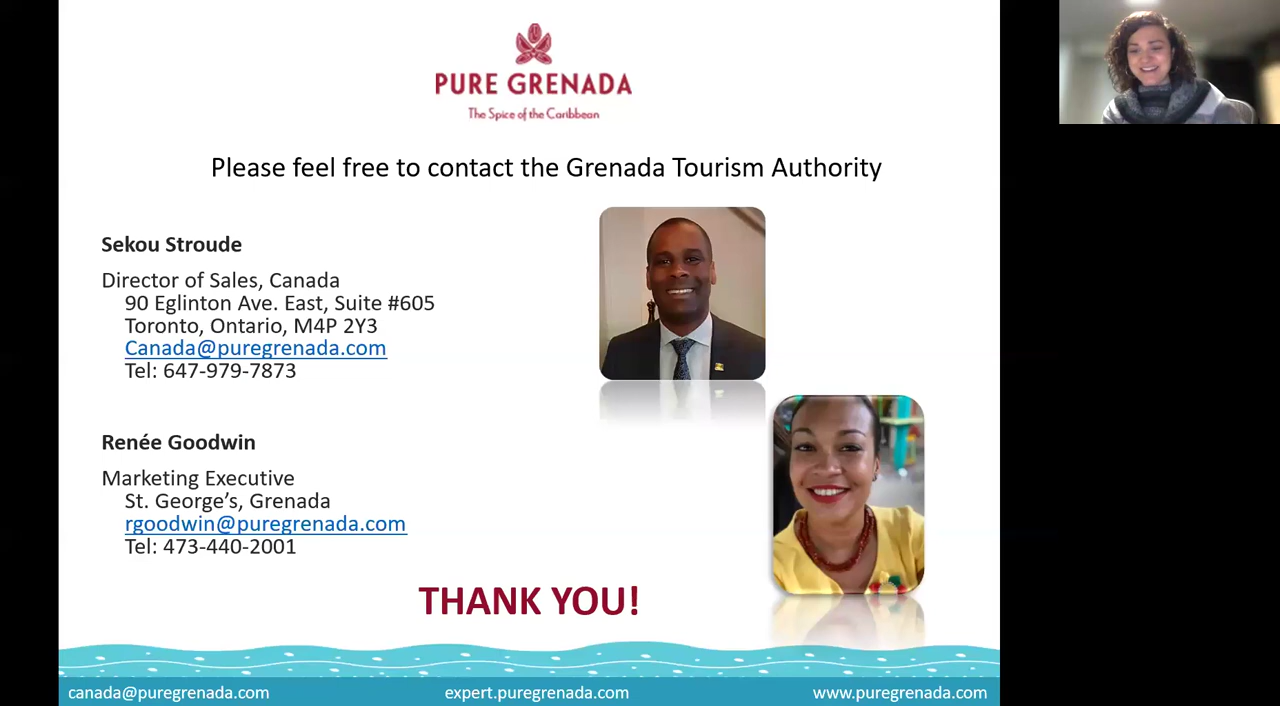 PURE GRENADA
The Spice of the Caribbean
Please feel free to contact the Grenada Tourism Authority
Sekou Stroude
Director of Sales, Canada
90 Eglinton Ave. East, Suite #605
Toronto, Ontario, M4P 2Y3
Canada@puregrenada.com
Tel: 647-979-7873
Renée Goodwin
Marketing Executive
St. George’s, Grenada
rgoodwin@puregrenada.com
Tel: 473-440-2001
THANK YOU!
canada@puregrenada.com expert.puregrenada.com www.puregrenada.com